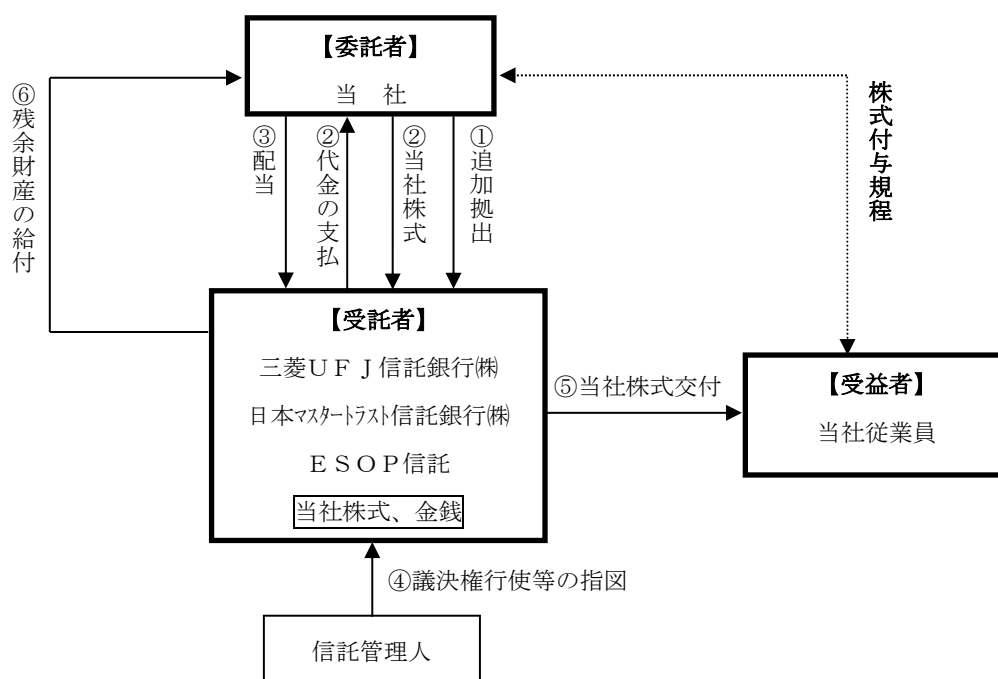 【委託者】
当 社
⑥残余財産の給付
③配当
②代金の支払
②当社株式
①追加拠出
株式付与規程
【受託者】
三菱ＵＦＪ信託銀行㈱
日本ﾏｽﾀｰﾄﾗｽﾄ信託銀行㈱
ＥＳＯＰ信託
当社株式、金銭
⑤当社株式交付
【受益者】
当社従業員
④議決権行使等の指図
信託管理人